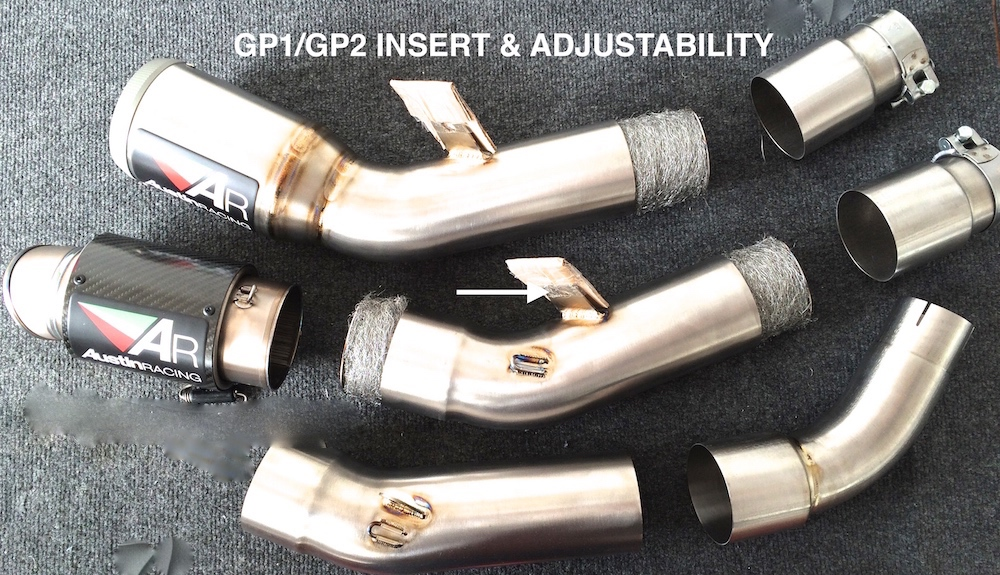 GP1/GP2 INSERT & ADJUSTABILITY
AR
AustinRACING
AR
AustinRACING